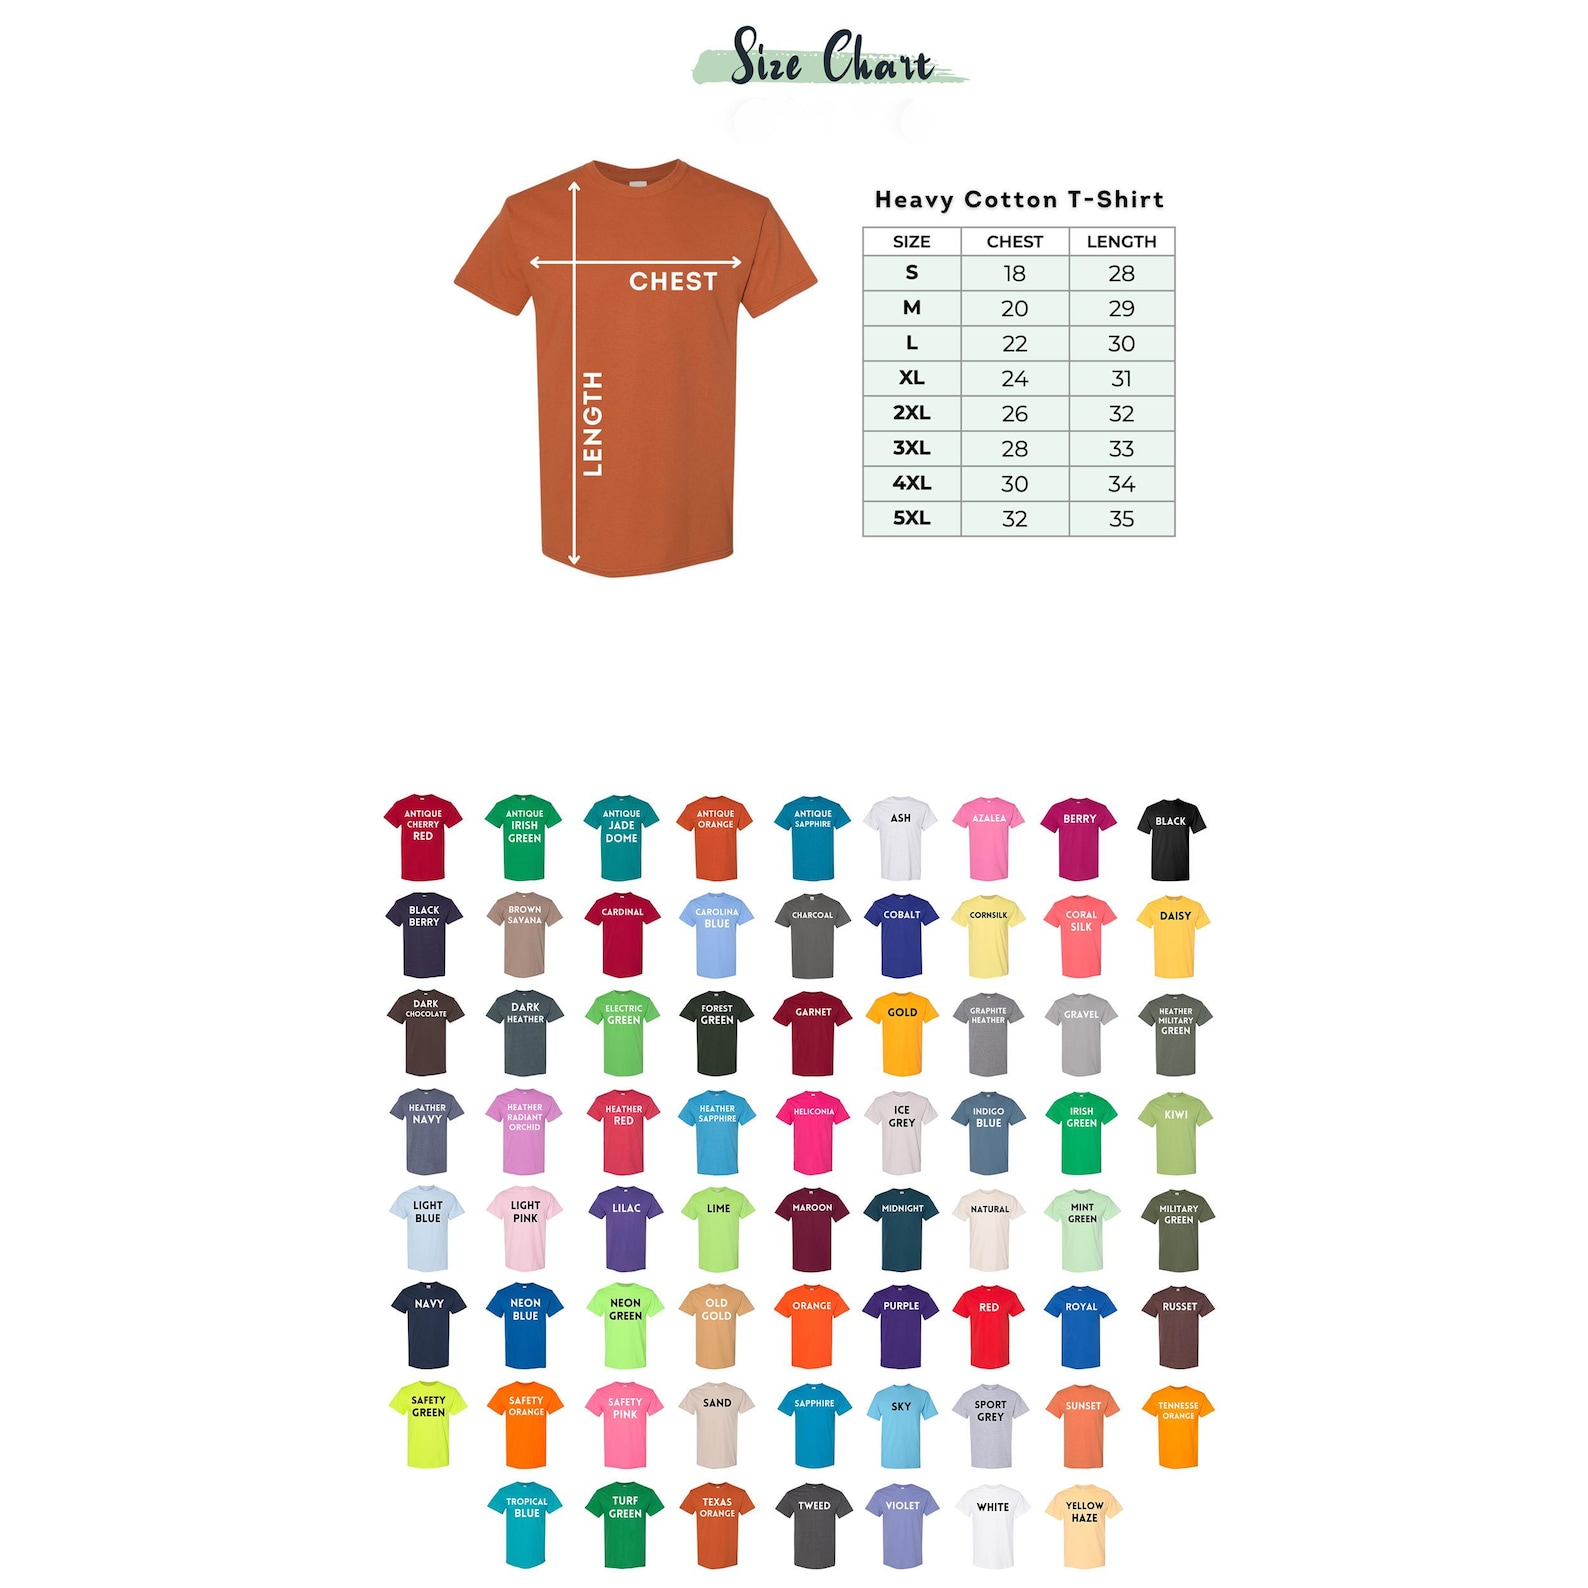 Size Chart
Heavy Cotton T-Shirt
SIZE CHEST LENGTH
S 18 28
M 20 29
L 22 30
XL 24 31
2XL 26 32
3XL 28 33
4XL 30 34
5XL 32 35
CHEST
LENGTH
ANTIQUE
CHERRY
RED
ANTIQUE
IRISH
GREEN
ANTIQUE
JADE
DOME
ANTIQUE
ORANGE
ANTIQUE
SAPPHIRE
ASH
AZALEA
BERRY
BLACK
BLACK
BERRY
BROWN
SAVANA
CARDINAL
CAROLINA
BLUE
CHARCOAL
COBALT
CORNSILK
CORAL
SILK
DAISY
DARK
CHOCOLATE
DARK
HEATHER
ELECTRIC
GREEN
FOREST
GREEN
GARNET
GOLD
GRAPHITE
HEATHER
GRAVEL
HEATHER
MILITARY
GREEN
HEATHER
NAVY
HEATHER
RADIANT
ORCHID
HEATHER
RED
HEATHER
SAPPHIRE
HELICONIA
ICE
GREY
INDIGO
BLUE
IRISH
GREEN
KIWI
LIGHT
BLUE
LIGHT
PINK
LILAC
LIME
MAROON
MIDNIGHT
NATURAL
MINT
GREEN
MILITARY
GREEN
NAVY
NEON
BLUE
NEON
GREEN
OLD
GOLD
ORANGE
PURPLE
RED
ROYAL
RUSSET
SAFETY
GREEN
SAFETY
ORANGE
SAFETY
PINK
SAND
SAPPHIRE
SKY
SPORT
GREY
SUNSET
TENNESSE
ORANGE
TROPICAL
BLUE
TURF
GREEN
TEXAS
ORANGE
TWEED
VIOLET
WHITE
YELLOW
HAZE